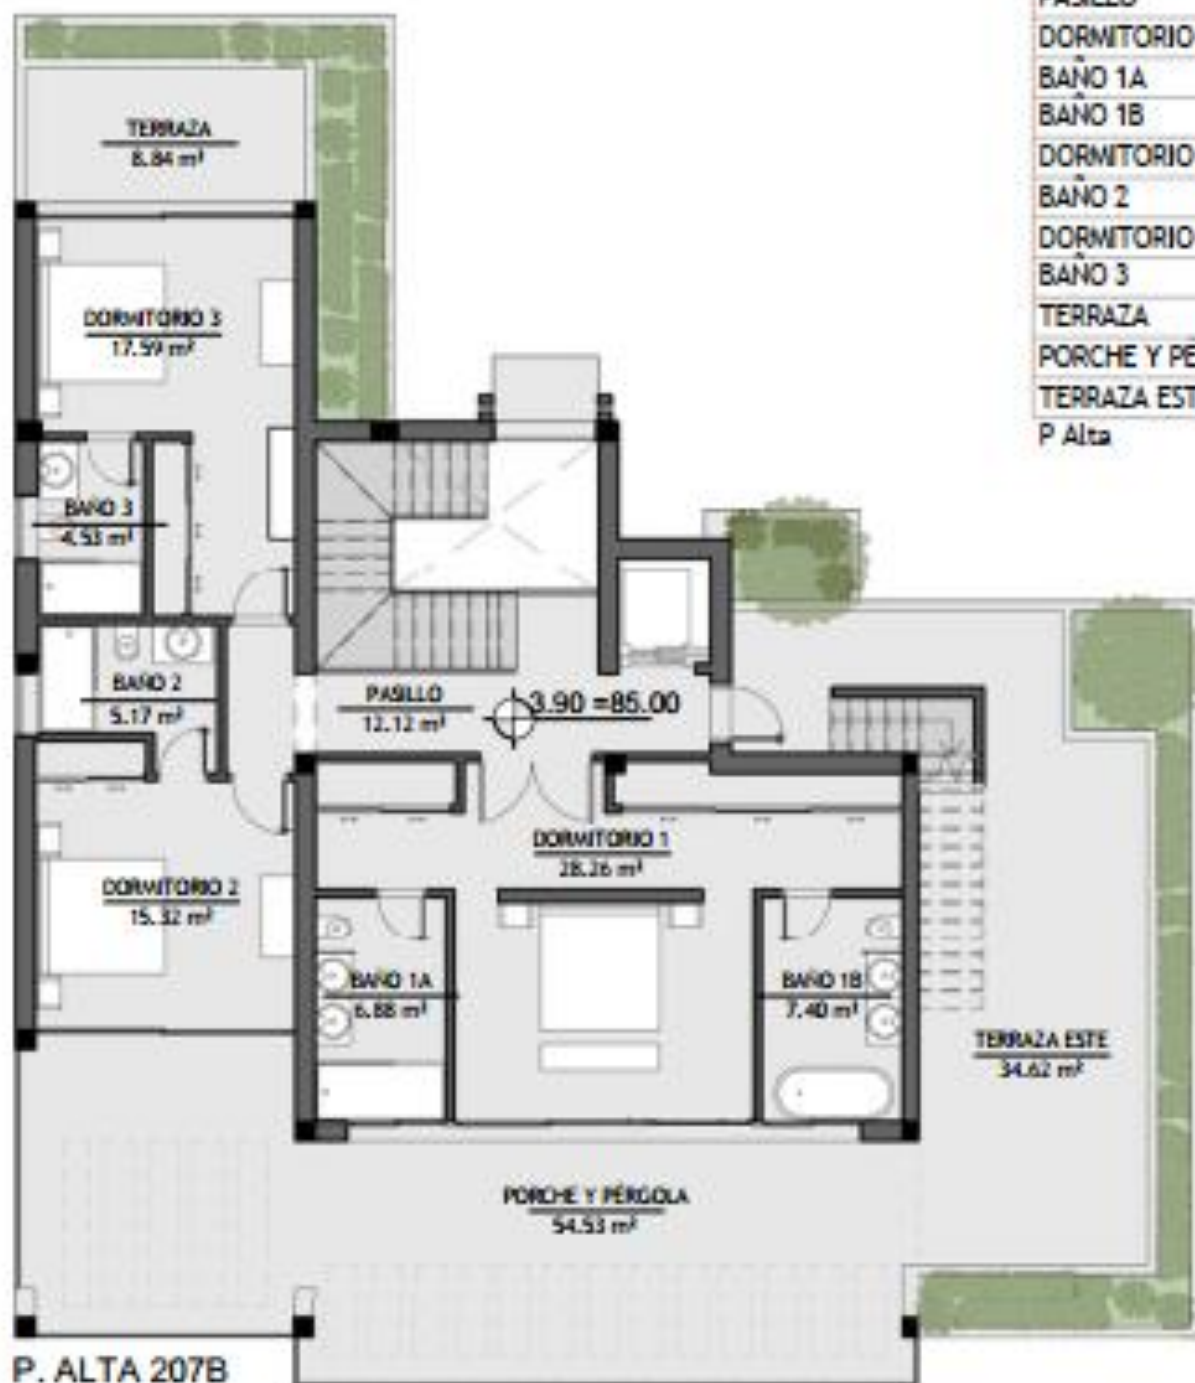 PASILLO
DORMITORIO
BAÑO 1A
BAÑO 1B
DORMITORIO
BAÑO 2
DORMITORIO
BAÑO 3
TERRAZA
PORCHE Y PE
TERRAZA EST
P Alta
TERRAZA
8.84 m²
DORMITORIO 3
17.59 m²
BAÑO 3
4.53 m²
BAÑO 2
5.17 m²
PASILLO
12.12 m²
3.90 =85.00
DORMITORIO 1
28.26 m²
DORMITORIO 2
15.32 m²
BAÑO 1A
6.88 m²
BAÑO 1B
7.40 m²
TERRAZA ESTE
34.62 m²
PORCHE Y PÉRGOLA
54.53 m²
P. ALTA 207B